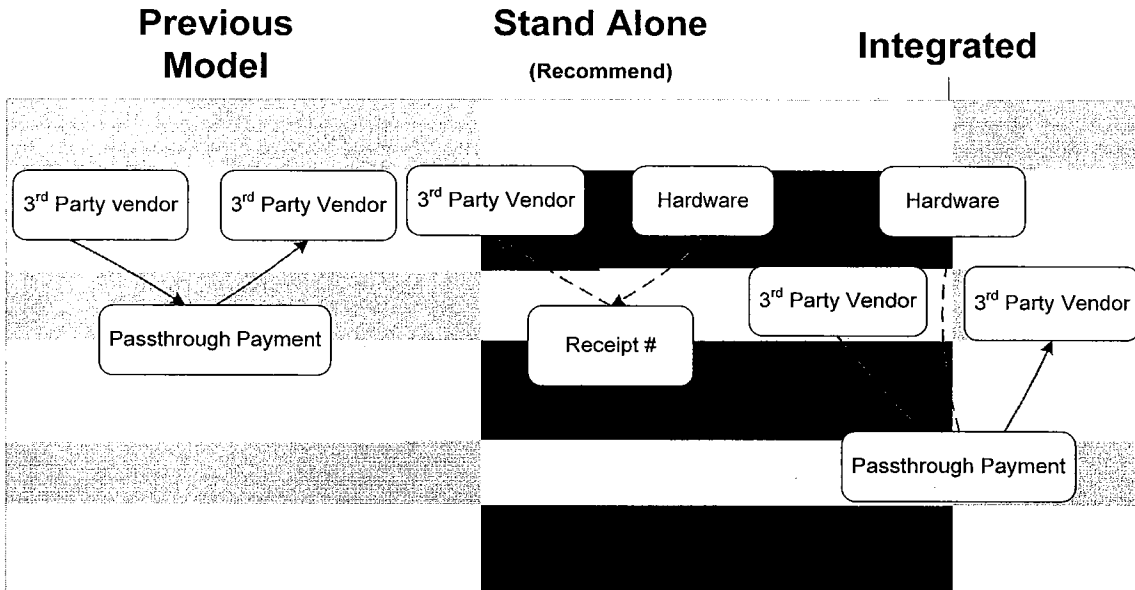 Previous
Model
Stand Alone
(Recommend)
Integrated
3rd Party vendor
3rd Party Vendor
3rd Party Vendor
Hardware
Hardware
Passthrough Payment
Receipt #
3rd Party Vendor
3rd Party Vendor
Passthrough Payment